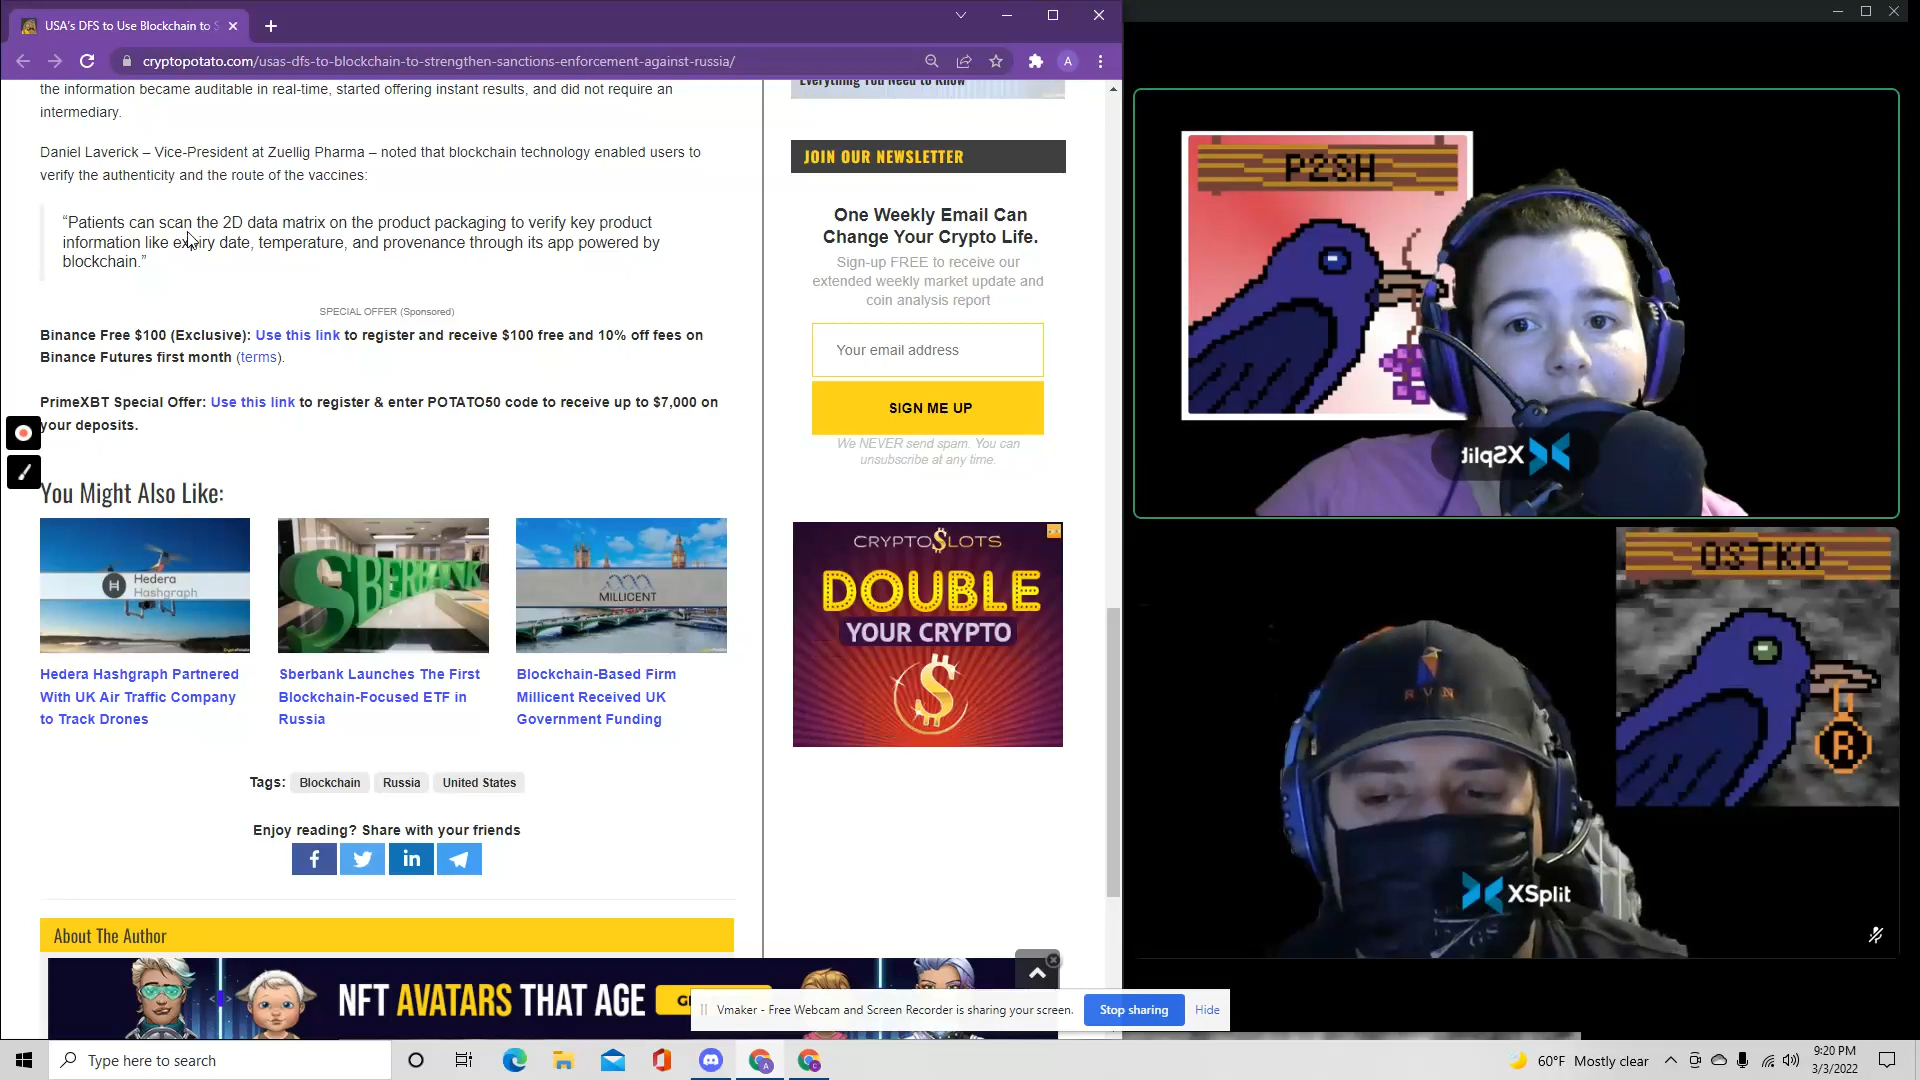 USA's DFS to Use Blockchain to S
cryptopotato.com/usas-dfs-to-blockchain-to-strengthen-sanctions-enforcement-against-russia/
A
the information became auditable in real-time, started offering instant results, and did not require an
intermediary.
Daniel Laverick – Vice-President at Zuellig Pharma – noted that blockchain technology enabled users to
verify the authenticity and the route of the vaccines:
“Patients can scan the 2D data matrix on the product packaging to verify key product
information like expiry date, temperature, and provenance through its app powered by
blockchain.”
SPECIAL OFFER (Sponsored)
Binance Free $100 (Exclusive): Use this link to register and receive $100 free and 10% off fees on
Binance Futures first month (terms).
PrimeXBT Special Offer: Use this link to register & enter POTATO50 code to receive up to $7,000 on
your deposits.
You Might Also Like:
Hedera
Hashgraph
SBERBANK
MILLICENT
Hedera Hashgraph Partnered
With UK Air Traffic Company
to Track Drones
Sberbank Launches The First
Blockchain-Focused ETF in
Russia
Blockchain-Based Firm
Millicent Received UK
Government Funding
Tags: Blockchain Russia United States
Enjoy reading? Share with your friends
About The Author
NFT AVATARS THAT AGE
Everything You Need to Know
JOIN OUR NEWSLETTER
One Weekly Email Can
Change Your Crypto Life.
Sign-up FREE to receive our
extended weekly market update and
coin analysis report
Your email address
SIGN ME UP
We NEVER send spam. You can
unsubscribe at any time.
CRYPTO$LOTS
DOUBLE
YOUR CRYPTO
P2SH
XSplit
OSTKO
R
RVN
XSplit
Vmaker - Free Webcam and Screen Recorder is sharing your screen.
Stop sharing
Hide
Type here to search
60°F Mostly clear
9:20 PM
3/3/2022